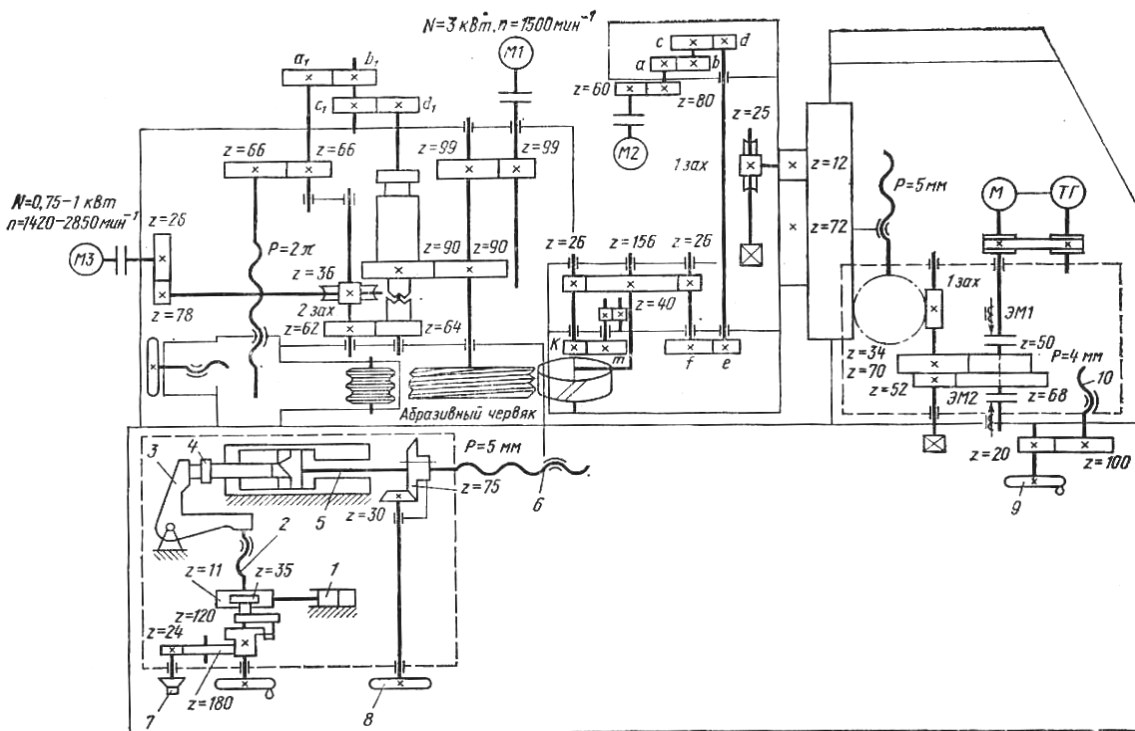 N=3 кВт, n=1500 мин⁻¹
M1
a₁
b₁
c₁
d₁
c
d
a
b
z=60
z=80
M2
z=25
1 зах
z=12
z=72
P=5 мм
M
ТГ
z=66
z=66
z=99
z=99
N=0,75-1 кВт
n=1420-2850 мин⁻¹
z=26
M3
z=78
P=2π
z=36
2 зах
z=62
z=90
z=90
z=64
z=26
z=156
z=26
z=40
K
m
f
e
1 зах
ЭМ1
z=50
z=34
z=70
z=52
ЭМ2
z=68
P=4 мм
10
z=20
z=100
9
Абразивный червяк
3
4
P=5 мм
z=75
6
5
z=30
2
z=11
z=35
1
z=120
z=24
z=180
7
8